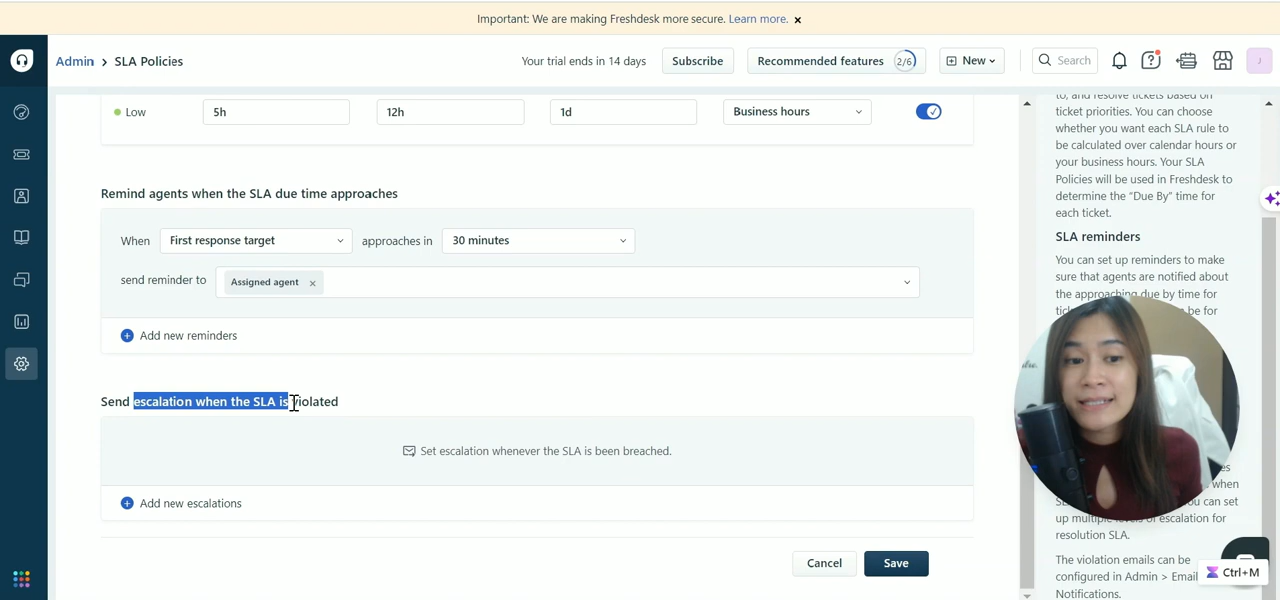 Important: We are making Freshdesk more secure. Learn more. ×
Admin > SLA Policies
Your trial ends in 14 days
Subscribe
Recommended features 2/6
New
Search
J
Low 5h 12h 1d Business hours
Remind agents when the SLA due time approaches
When First response target approaches in 30 minutes
send reminder to Assigned agent ×
Add new reminders
Send escalation when the SLA is violated
Set escalation whenever the SLA is been breached.
Add new escalations
Cancel
Save
to, and resolve tickets based on
ticket priorities. You can choose
whether you want each SLA rule to
be calculated over calendar hours or
your business hours. Your SLA
Policies will be used in Freshdesk to
determine the "Due By" time for
each ticket.
SLA reminders
You can set up reminders to make
sure that agents are notified about
the approaching due by time for
be for
when
you can set
up multiple levels of escalation for
resolution SLA.
The violation emails can be
configured in Admin > Email
Notifications.
Ctrl+M